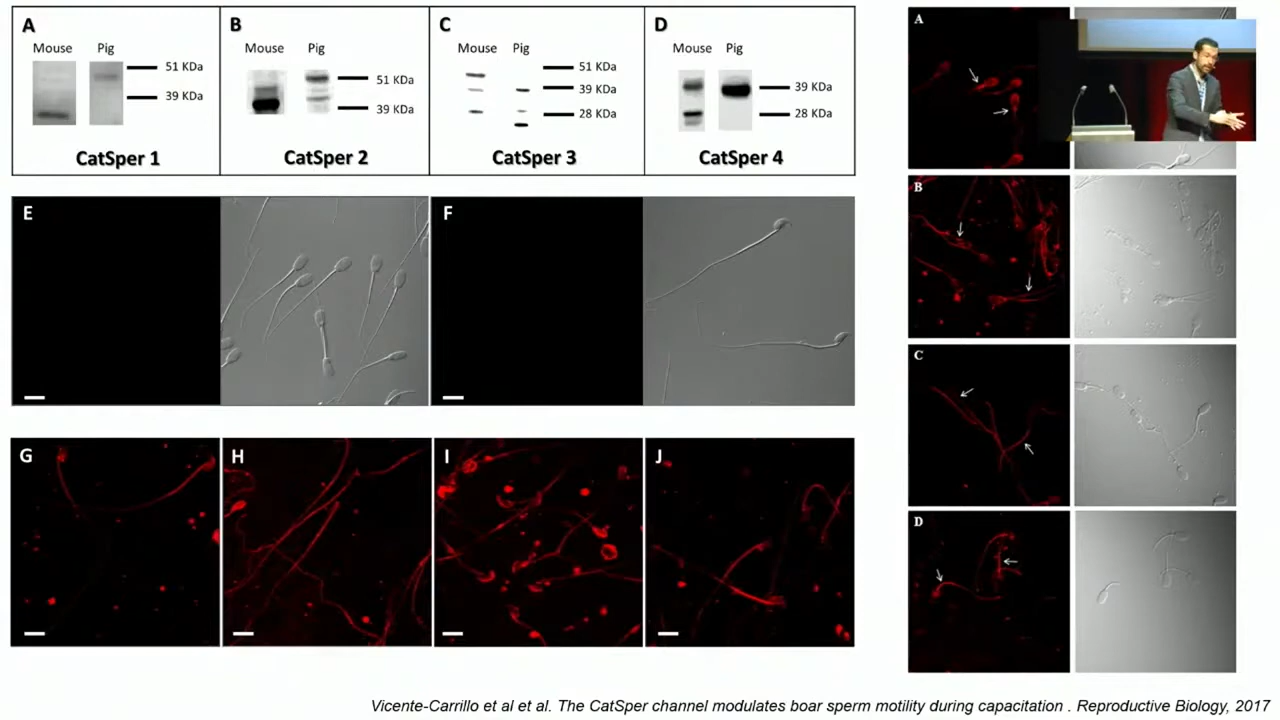 A
Mouse Pig
51 KDa
39 KDa
CatSper 1
B
Mouse Pig
51 KDa
39 KDa
CatSper 2
C
Mouse Pig
51 KDa
39 KDa
28 KDa
CatSper 3
D
Mouse Pig
39 KDa
28 KDa
CatSper 4
E
F
G
H
I
J
A
B
C
D
Vicente-Carrillo et al et al. The CatSper channel modulates boar sperm motility during capacitation . Reproductive Biology, 2017